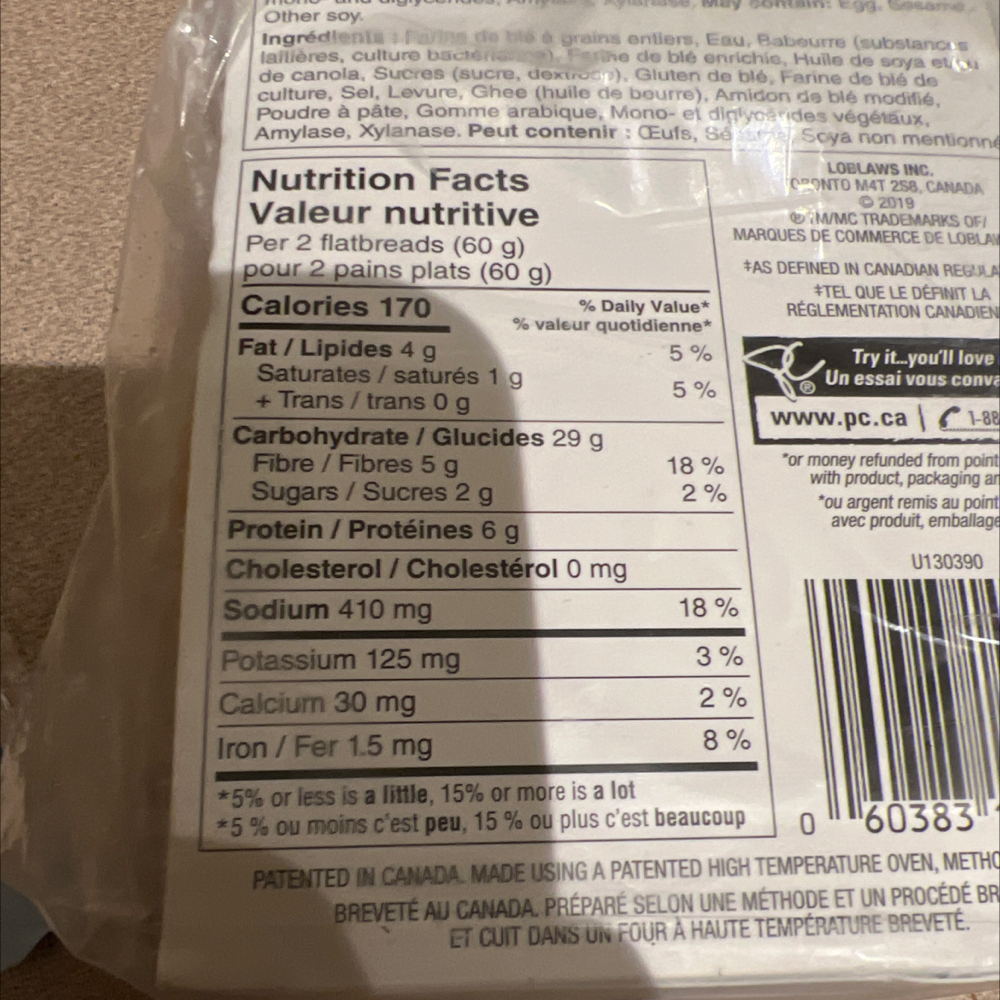 May contain: Egg, Sesame,
Other soy.
Ingrédients : Farine de blé à grains entiers, Eau, Babeurre (substances
laitières, culture bactérienne), Farine de blé enrichie, Huile de soya et/ou
de canola, Sucres (sucre, dextrose), Gluten de blé, Farine de blé de
culture, Sel, Levure, Ghee (huile de beurre), Amidon de blé modifié,
Poudre à pâte, Gomme arabique, Mono- et diglycérides végétaux,
Amylase, Xylanase. Peut contenir : Œufs, Soya non
Nutrition Facts
Valeur nutritive
Per 2 flatbreads (60 g)
pour 2 pains plats (60 g)
Calories 170
% Daily Value*
% valeur quotidienne*
Fat / Lipides 4 g 5 %
Saturates / saturés 1 g
+ Trans / trans 0 g 5 %
Carbohydrate / Glucides 29 g
Fibre / Fibres 5 g 18 %
Sugars / Sucres 2 g 2 %
Protein / Protéines 6 g
Cholesterol / Cholestérol 0 mg
Sodium 410 mg 18 %
Potassium 125 mg 3 %
Calcium 30 mg 2 %
Iron / Fer 1.5 mg 8 %
*5% or less is a little, 15% or more is a lot
*5 % ou moins c'est peu, 15 % ou plus c'est beaucoup
LOBLAWS INC.
TORONTO M4T 2S8, CANADA
© 2019
TM/MC TRADEMARKS OF/
MARQUES DE COMMERCE DE
‡AS DEFINED IN CANADIAN
‡TEL QUE LE DÉFINIT LA
RÉGLEMENTATION
Try it...you'll love
Un essai vous
www.pc.ca | 1-88
*or money refunded from point
with product, packaging
*ou argent remis au point
avec produit, emballage
U130390
0 60383
PATENTED IN CANADA. MADE USING A PATENTED HIGH TEMPERATURE OVEN,
BREVETÉ AU CANADA. PRÉPARÉ SELON UNE MÉTHODE ET UN PROCÉDÉ
ET CUIT DANS UN FOUR À HAUTE TEMPÉRATURE BREVETÉ.